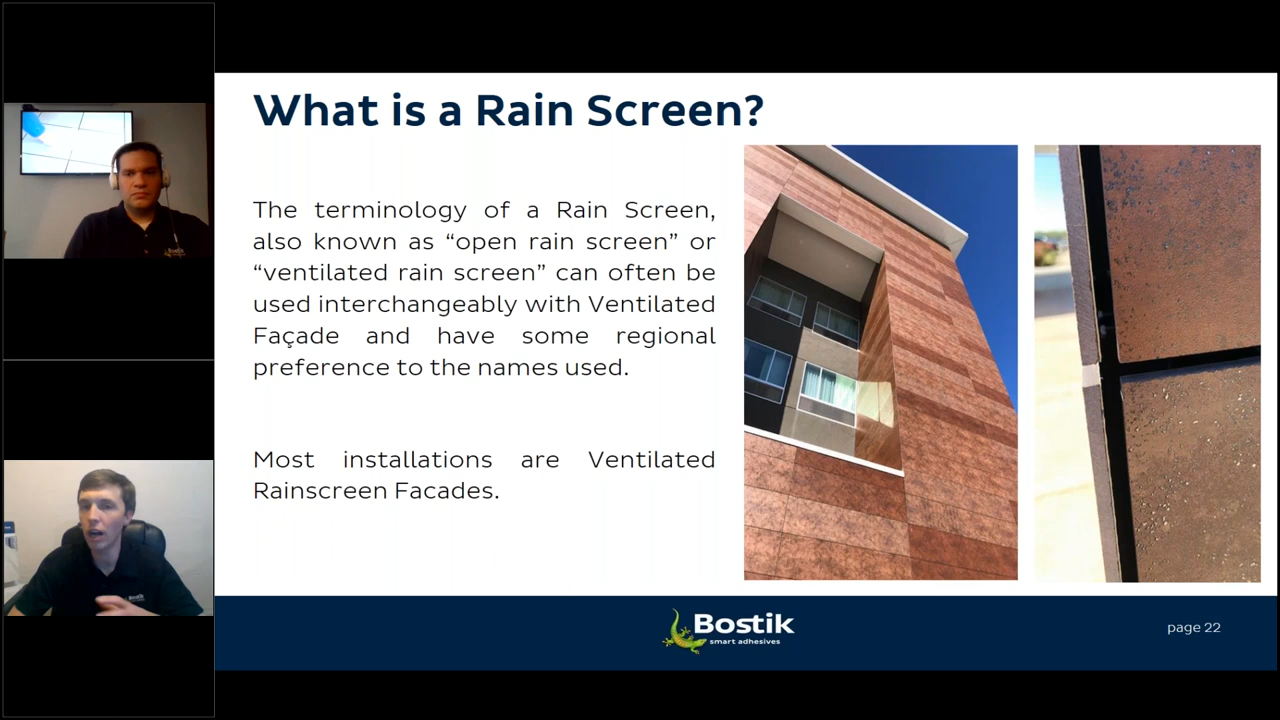 What is a Rain Screen?
The terminology of a Rain Screen,
also known as “open rain screen” or
“ventilated rain screen” can often be
used interchangeably with Ventilated
Façade and have some regional
preference to the names used.
Most installations are Ventilated
Rainscreen Facades.
Bostik
smart adhesives
page 22
Bostik
Bostik